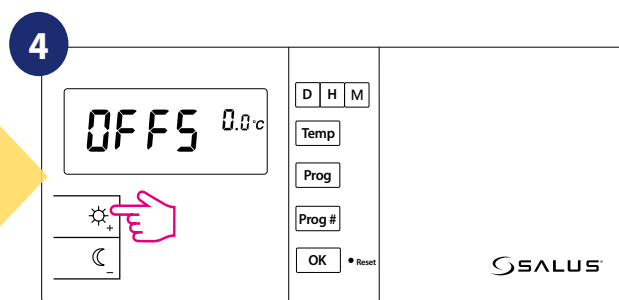 4
OFFS 0.0°c
+
−
D H M
Temp
Prog
Prog #
OK • Reset
SALUS